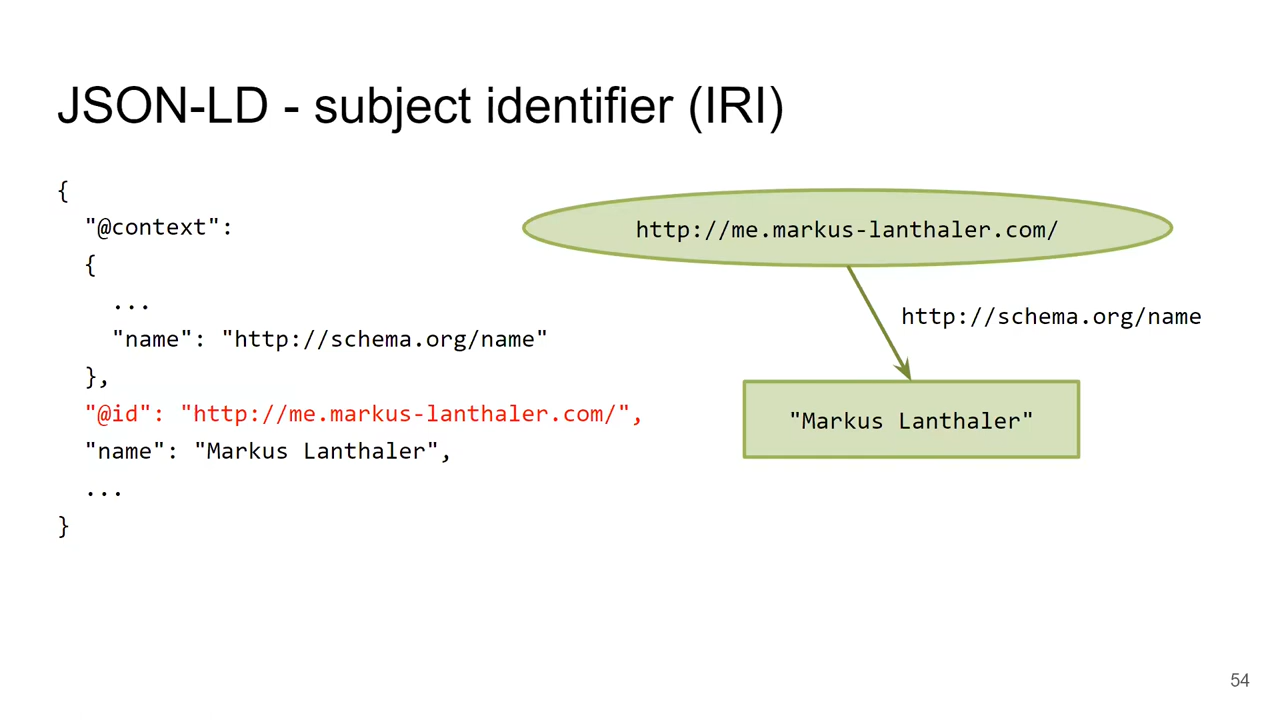 JSON-LD - subject identifier (IRI)
{
"@context":
{
...
"name": "http://schema.org/name"
},
"@id": "http://me.markus-lanthaler.com/",
"name": "Markus Lanthaler",
...
}
http://me.markus-lanthaler.com/
http://schema.org/name
"Markus Lanthaler"
54